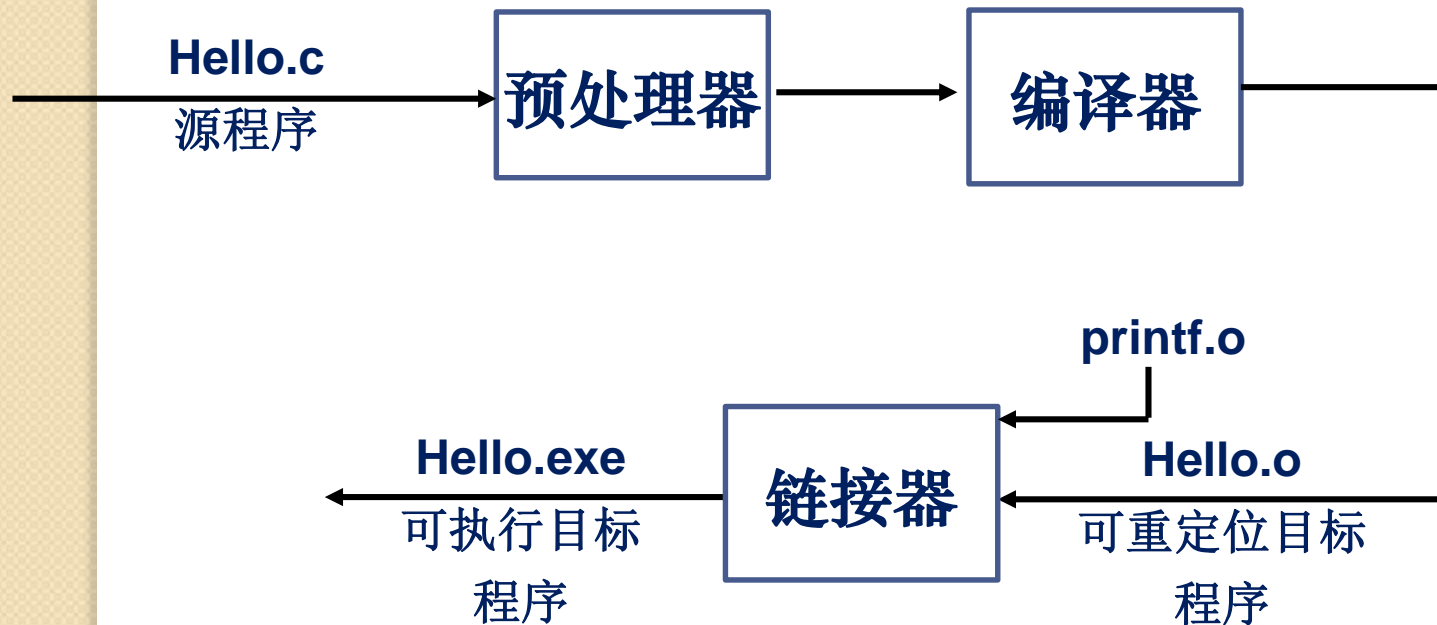 Hello.c
源程序
预处理器
编译器
printf.o
Hello.exe
可执行目标
程序
链接器
Hello.o
可重定位目标
程序